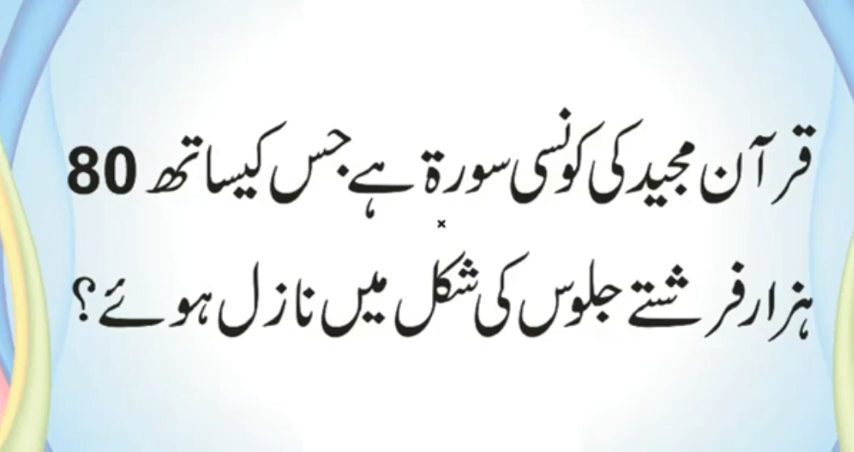 قرآن مجید کی کونسی سورۃ ہے جس کیساتھ 80
ہزار فرشتے جلوس کی شکل میں نازل ہوئے؟